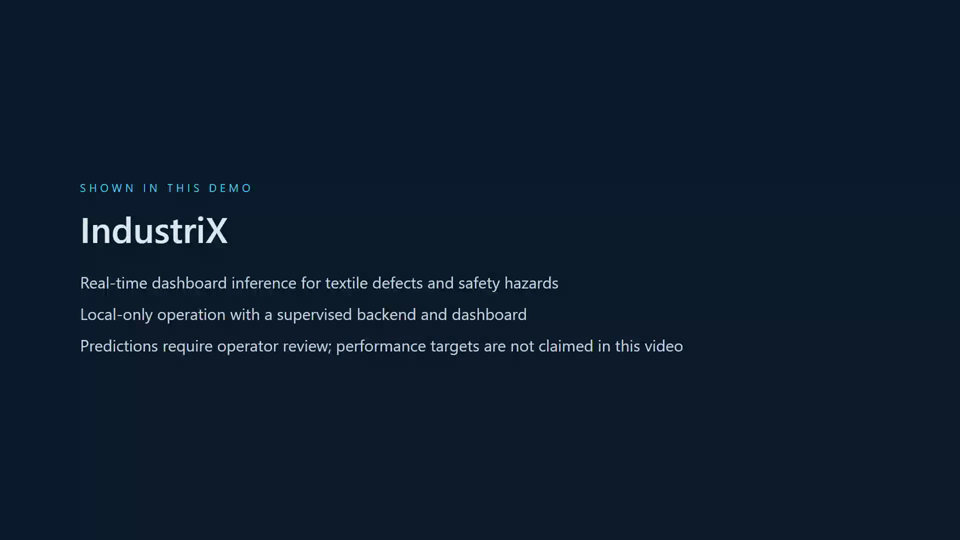 SHOWN IN THIS DEMO
IndustriX
Real-time dashboard inference for textile defects and safety hazards
Local-only operation with a supervised backend and dashboard
Predictions require operator review; performance targets are not claimed in this video